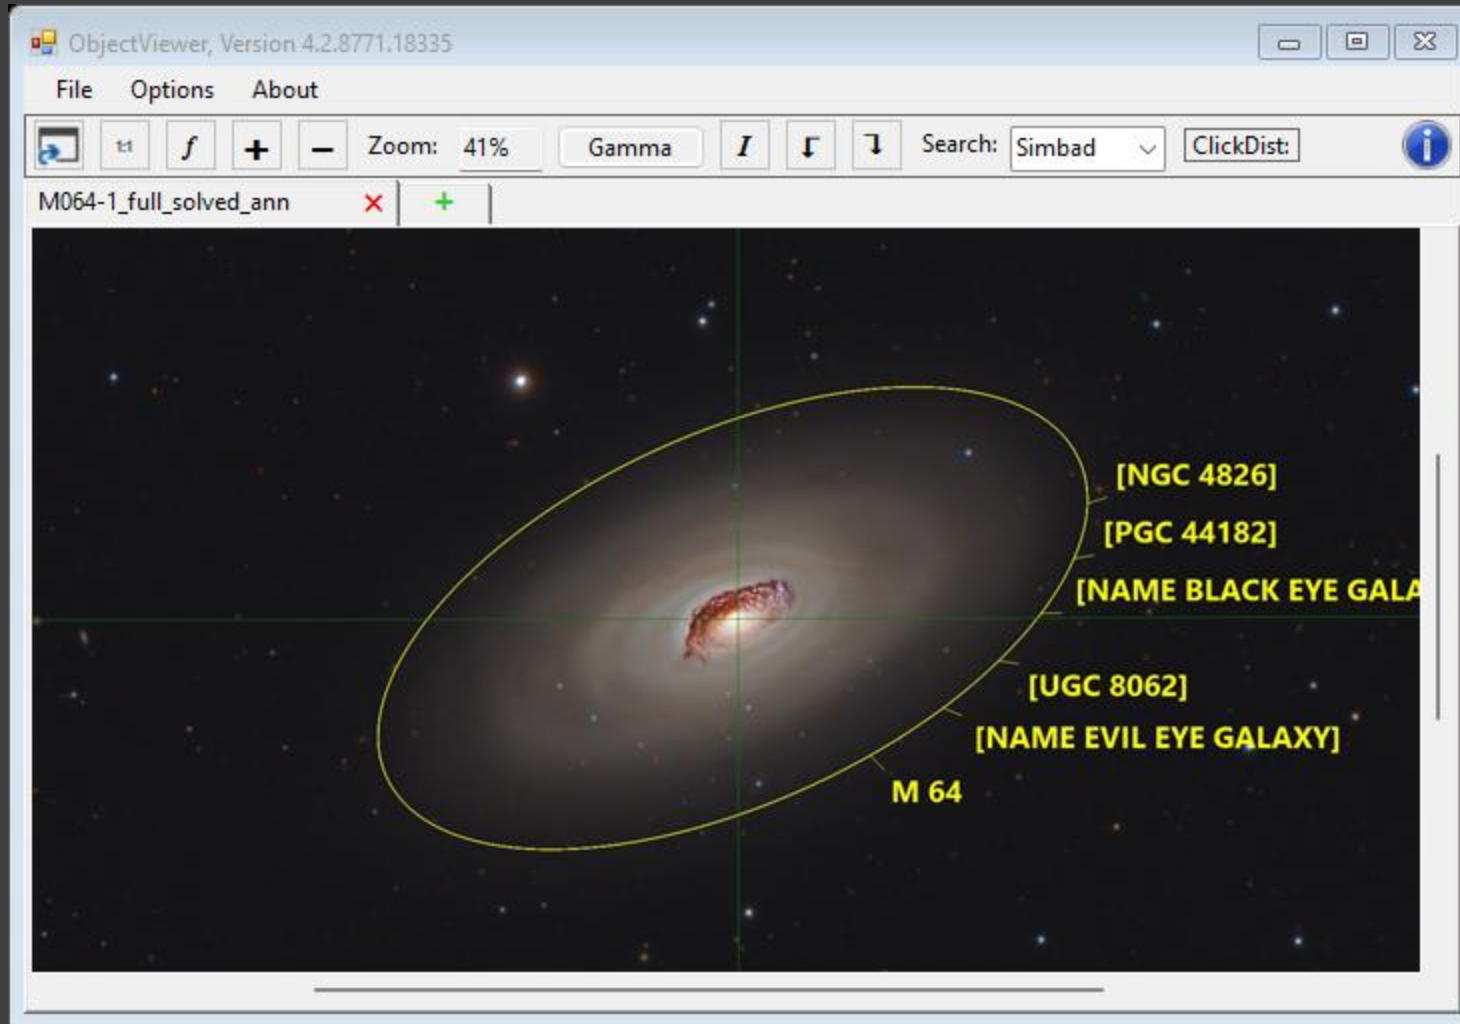 ObjectViewer, Version 4.2.8771.18335
File Options About
1:1 f + − Zoom: 41% Gamma I Search: Simbad ClickDist: i
M064-1_full_solved_ann
[NGC 4826]
[PGC 44182]
[NAME BLACK EYE GALA
[UGC 8062]
[NAME EVIL EYE GALAXY]
M 64